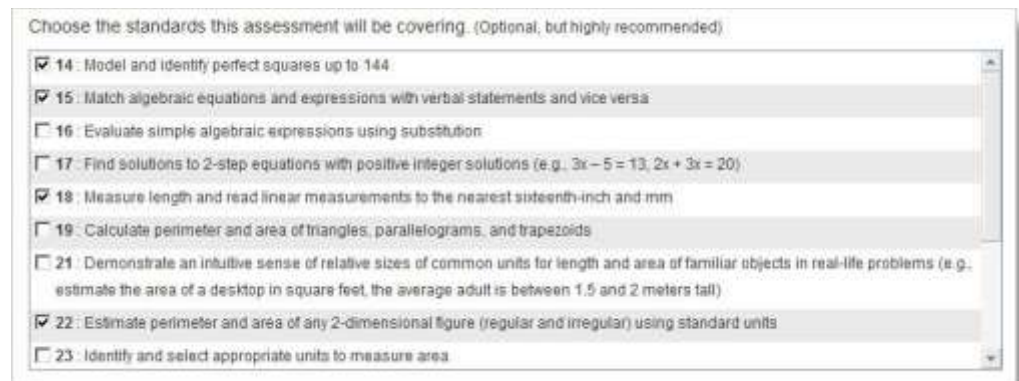 Choose the standards this assessment will be covering. (Optional, but highly recommended)
14 : Model and identify perfect squares up to 144
15 : Match algebraic equations and expressions with verbal statements and vice versa
16 : Evaluate simple algebraic expressions using substitution
17 : Find solutions to 2-step equations with positive integer solutions (e.g., 3x – 5 = 13, 2x + 3x = 20)
18 : Measure length and read linear measurements to the nearest sixteenth-inch and mm
19 : Calculate perimeter and area of triangles, parallelograms, and trapezoids
21 : Demonstrate an intuitive sense of relative sizes of common units for length and area of familiar objects in real-life problems (e.g.,
estimate the area of a desktop in square feet, the average adult is between 1.5 and 2 meters tall)
22 : Estimate perimeter and area of any 2-dimensional figure (regular and irregular) using standard units
23 : Identify and select appropriate units to measure area